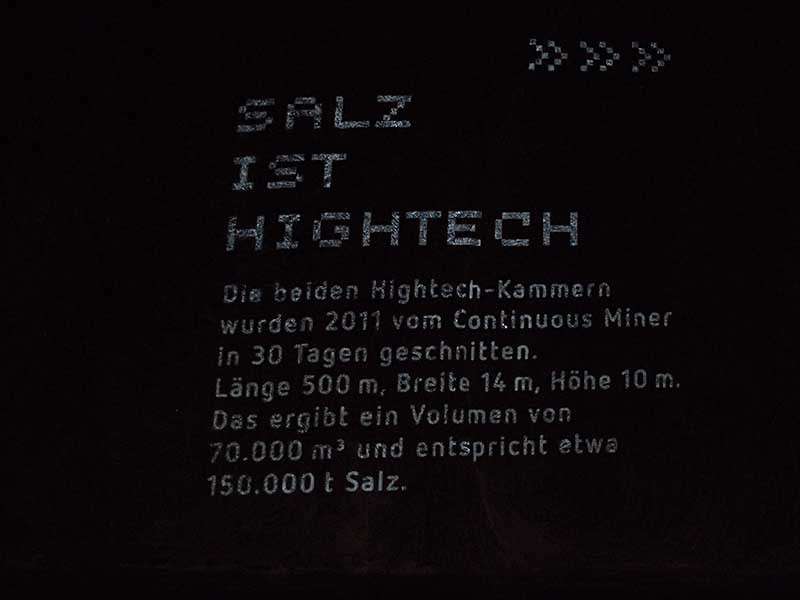 >>>
SALZ
IST
HIGHTECH
Die beiden Hightech-Kammern
wurden 2011 vom Continuous Miner
in 30 Tagen geschnitten.
Länge 500 m, Breite 14 m, Höhe 10 m.
Das ergibt ein Volumen von
70.000 m³ und entspricht etwa
150.000 t Salz.